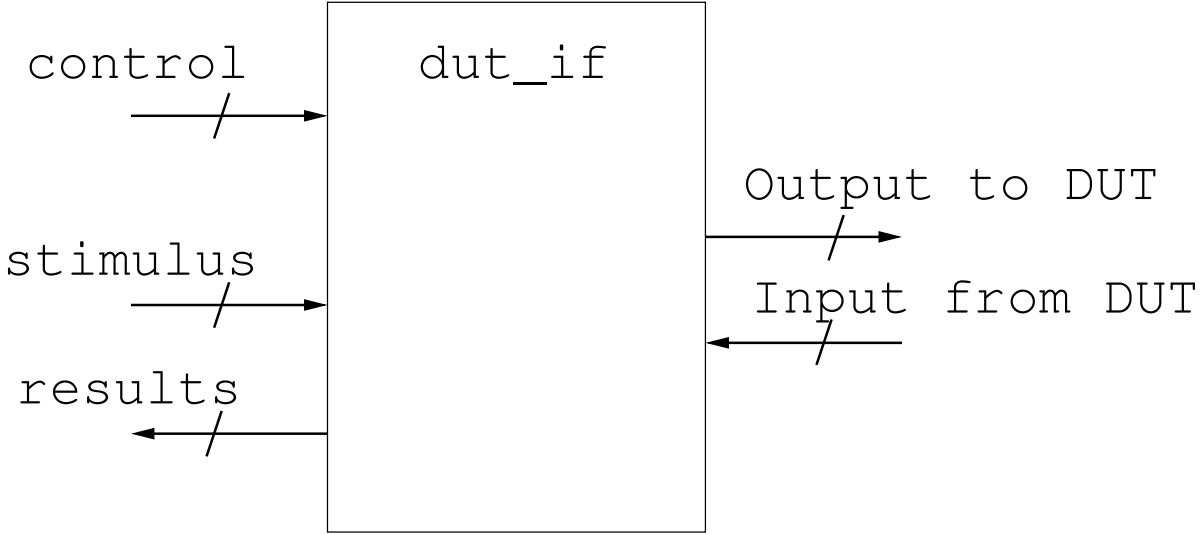 control
dut_if
Output to DUT
stimulus
Input from DUT
results